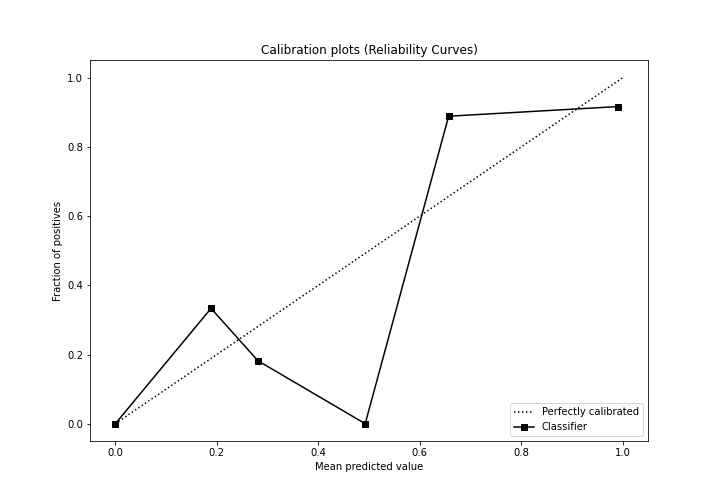 Calibration plots (Reliability Curves)
1.0
0.8
0.6
0.4
0.2
0.0
Fraction of positives
0.0 0.2 0.4 0.6 0.8 1.0
Mean predicted value
Perfectly calibrated
Classifier